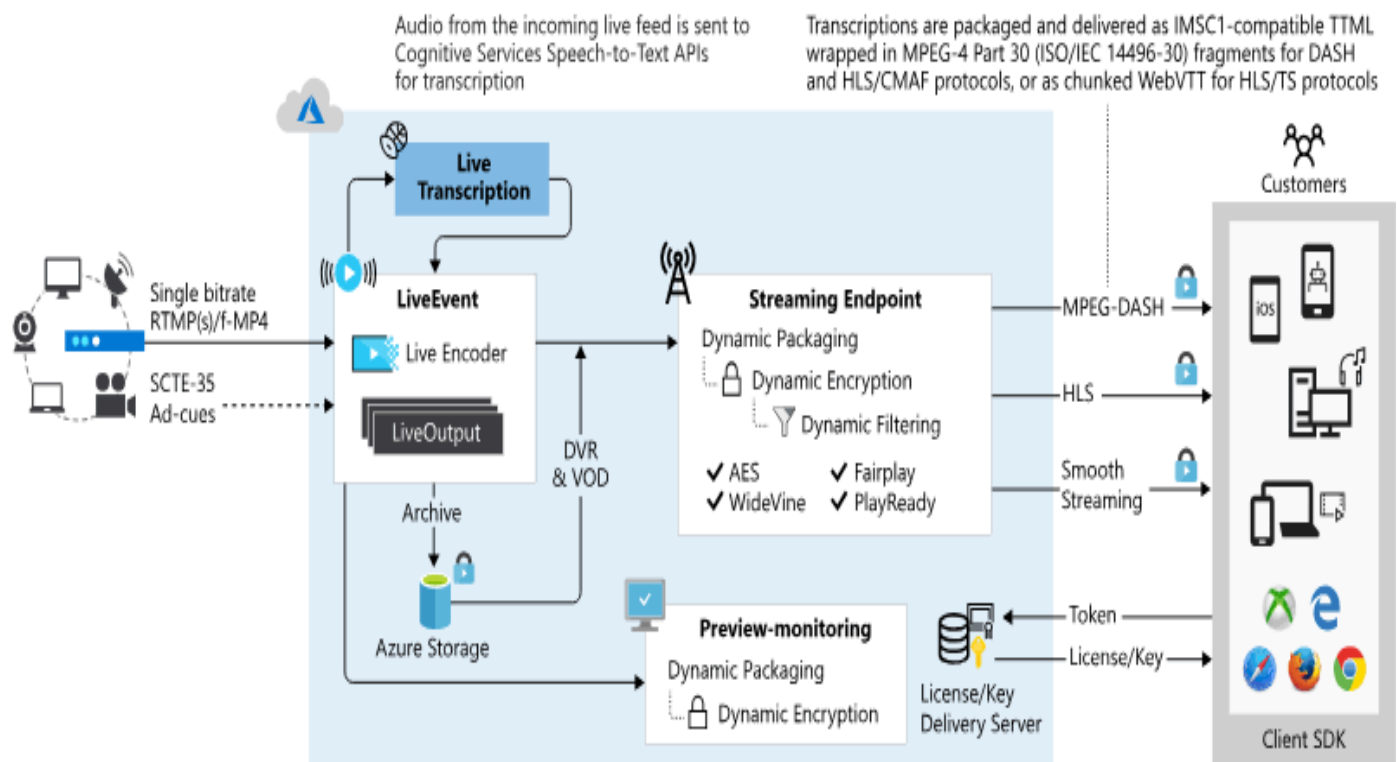 Audio from the incoming live feed is sent to
Cognitive Services Speech-to-Text APIs
for transcription
Transcriptions are packaged and delivered as IMSC1-compatible TTML
wrapped in MPEG-4 Part 30 (ISO/IEC 14496-30) fragments for DASH
and HLS/CMAF protocols, or as chunked WebVTT for HLS/TS protocols
Customers
Live
Transcription
Single bitrate
RTMP(s)/f-MP4
SCTE-35
Ad-cues
LiveEvent
Live Encoder
LiveOutput
DVR
& VOD
Archive
Azure Storage
Streaming Endpoint
Dynamic Packaging
Dynamic Encryption
Dynamic Filtering
AES
Fairplay
WideVine
PlayReady
MPEG-DASH
HLS
Smooth
Streaming
Preview-monitoring
Dynamic Packaging
Dynamic Encryption
License/Key
Delivery Server
Token
License/Key
iOS
Client SDK